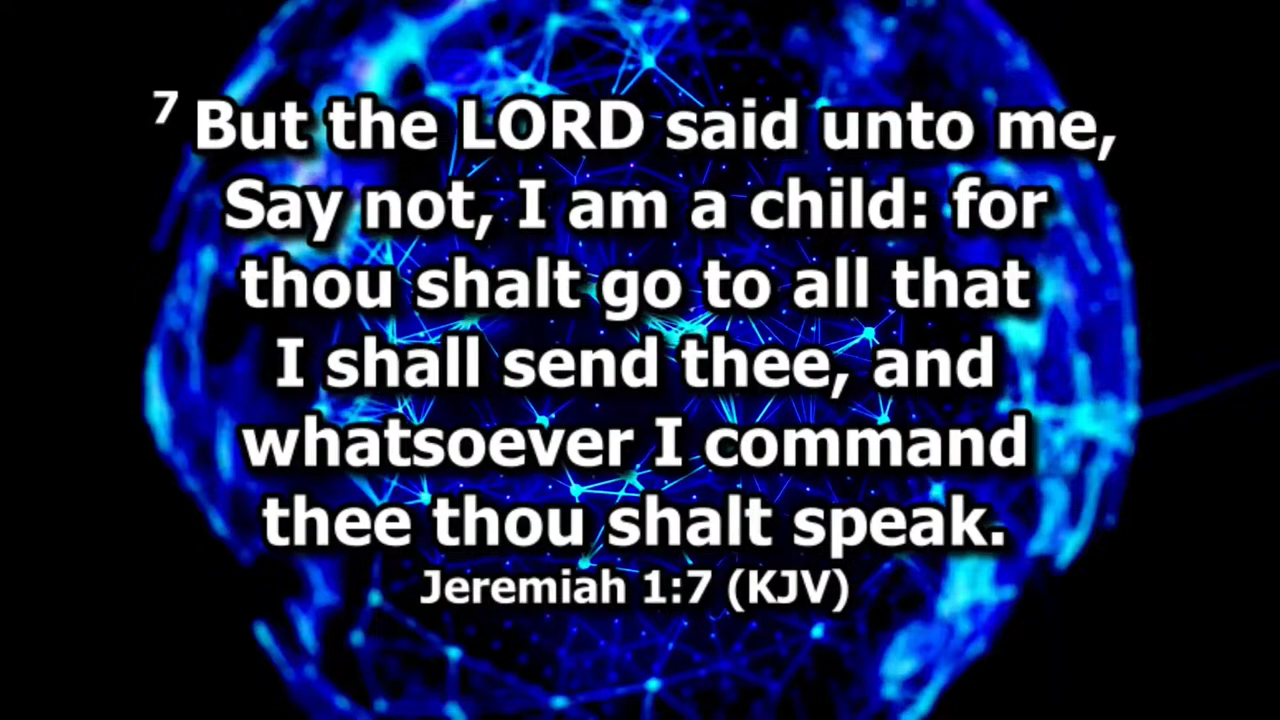 7 But the LORD said unto me,
Say not, I am a child: for
thou shalt go to all that
I shall send thee, and
whatsoever I command
thee thou shalt speak.
Jeremiah 1:7 (KJV)